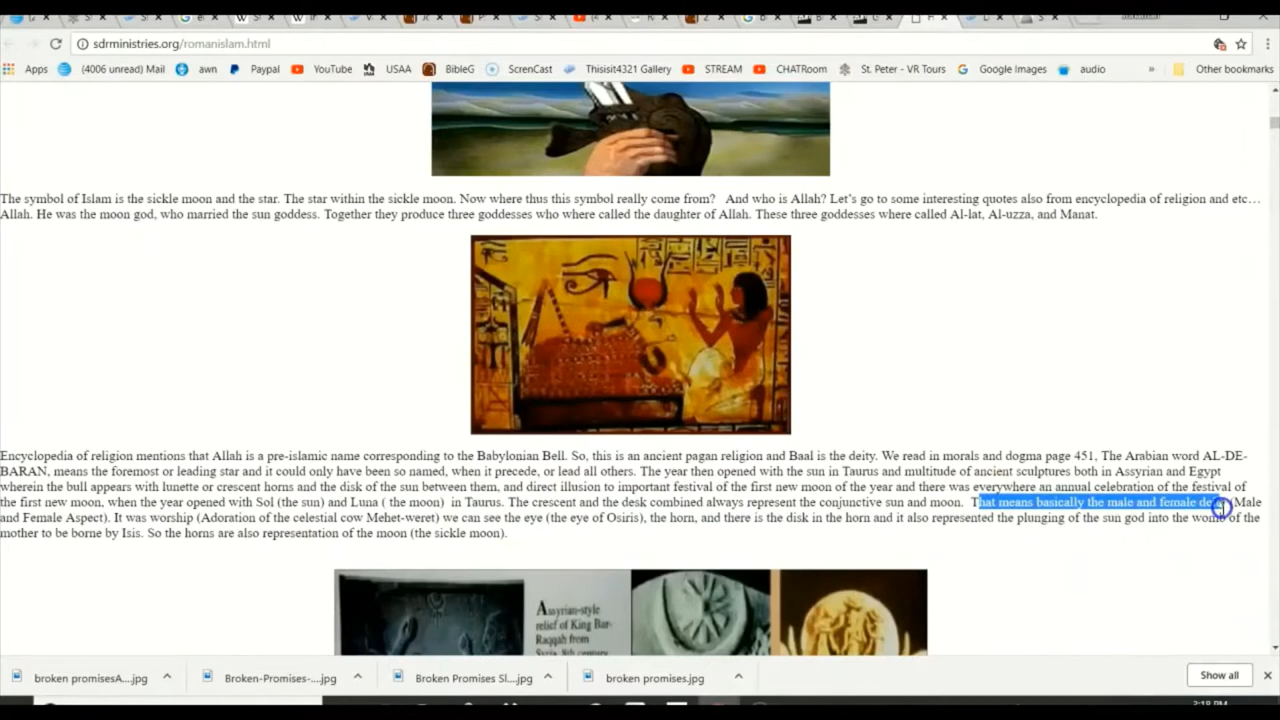 sdrministries.org/romanislam.html
Apps (4006 unread) Mail awn Paypal YouTube USAA BibleG ScrenCast Thisisit4321 Gallery STREAM CHATRoom St. Peter - VR Tours Google Images audio » Other bookmarks
The symbol of Islam is the sickle moon and the star. The star within the sickle moon. Now where thus this symbol really come from? And who is Allah? Let's go to some interesting quotes also from encyclopedia of religion and etc…
Allah. He was the moon god, who married the sun goddess. Together they produce three goddesses who where called the daughter of Allah. These three goddesses where called Al-lat, Al-uzza, and Manat.
Encyclopedia of religion mentions that Allah is a pre-islamic name corresponding to the Babylonian Bell. So, this is an ancient pagan religion and Baal is the deity. We read in morals and dogma page 451, The Arabian word AL-DE-
BARAN, means the foremost or leading star and it could only have been so named, when it precede, or lead all others. The year then opened with the sun in Taurus and multitude of ancient sculptures both in Assyrian and Egypt
wherein the bull appears with lunette or crescent horns and the disk of the sun between them, and direct illusion to important festival of the first new moon of the year and there was everywhere an annual celebration of the festival of
the first new moon, when the year opened with Sol (the sun) and Luna ( the moon) in Taurus. The crescent and the desk combined always represent the conjunctive sun and moon. That means basically the male and female (Male
and Female Aspect). It was worship (Adoration of the celestial cow Mehet-weret) we can see the eye (the eye of Osiris), the horn, and there is the disk in the horn and it also represented the plunging of the sun god into the womb of the
mother to be borne by Isis. So the horns are also representation of the moon (the sickle moon).
Assyrian-style
relief of King Bar-
Raqqah from
Syria, 8th century
broken promisesA....jpg Broken-Promises-....jpg Broken Promises Sl....jpg broken promises.jpg Show all
2:18 PM